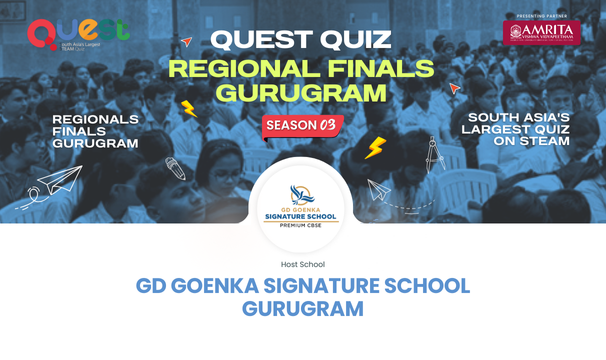 Quest
South Asia's Largest
TEAM Quiz
PRESENTING PARTNER
AMRITA
VISHWA VIDYAPEETHAM
QUEST QUIZ
REGIONAL FINALS
GURUGRAM
SEASON 03
REGIONALS
FINALS
GURUGRAM
SOUTH ASIA'S
LARGEST QUIZ
ON STEAM
GD GOENKA
SIGNATURE SCHOOL
PREMIUM CBSE
Host School
GD GOENKA SIGNATURE SCHOOL
GURUGRAM